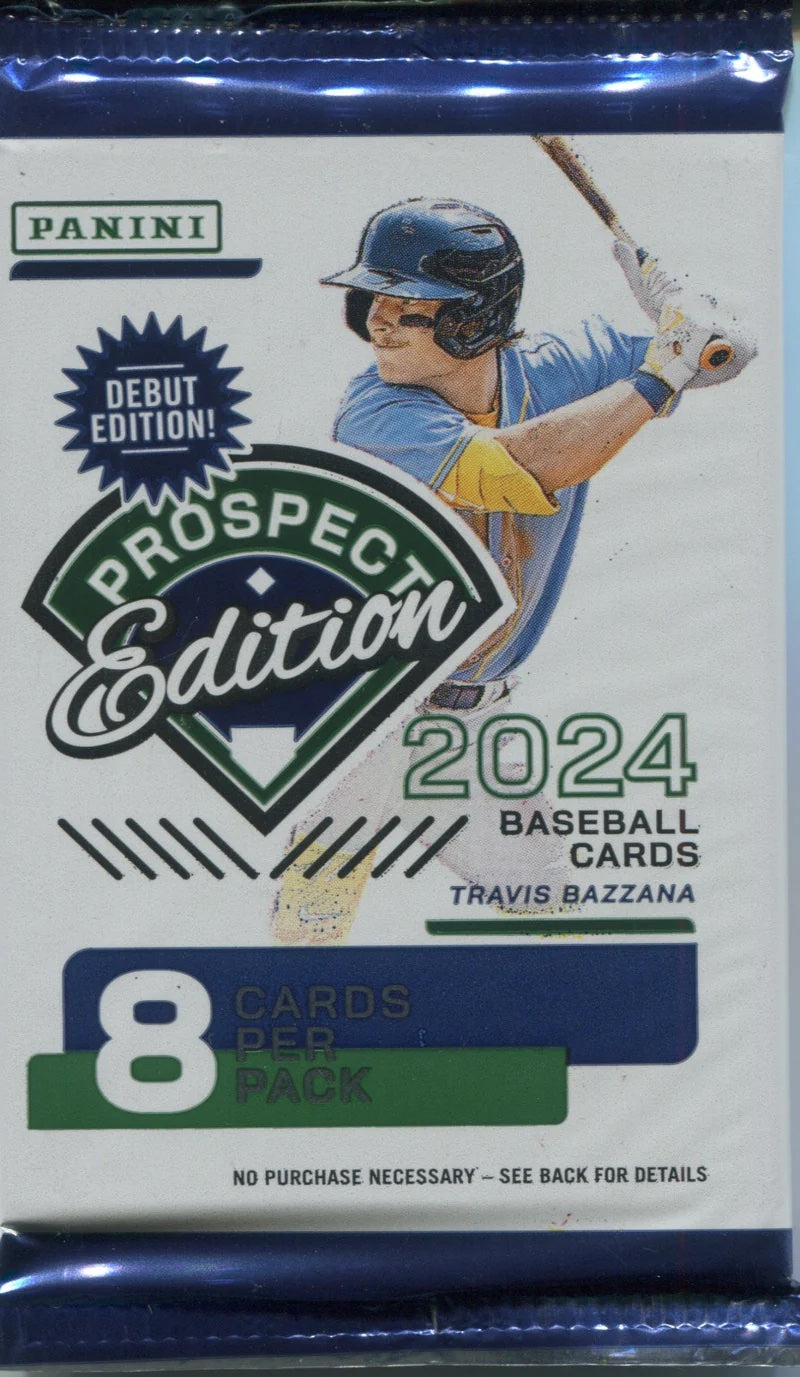 PANINI
DEBUT
EDITION!
PROSPECT
Edition
2024
BASEBALL
CARDS
TRAVIS BAZZANA
8
CARDS
PER
PACK
NO PURCHASE NECESSARY – SEE BACK FOR DETAILS